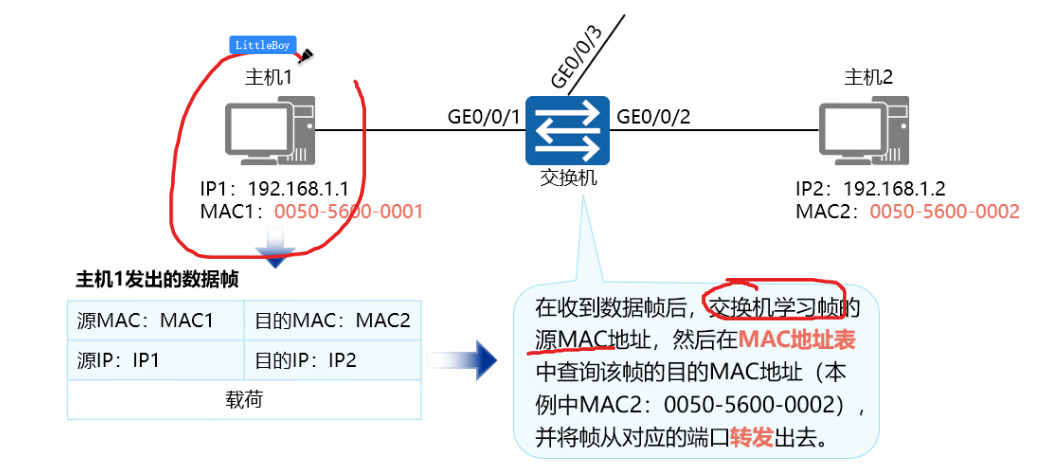 LittleBoy
主机1
GE0/0/3
主机2
GE0/0/1
GE0/0/2
交换机
IP1：192.168.1.1
MAC1：0050-5600-0001
IP2：192.168.1.2
MAC2：0050-5600-0002
主机1发出的数据帧
源MAC：MAC1
目的MAC：MAC2
源IP：IP1
目的IP：IP2
载荷
在收到数据帧后，交换机学习帧的
源MAC地址，然后在MAC地址表
中查询该帧的目的MAC地址（本
例中MAC2：0050-5600-0002），
并将帧从对应的端口转发出去。